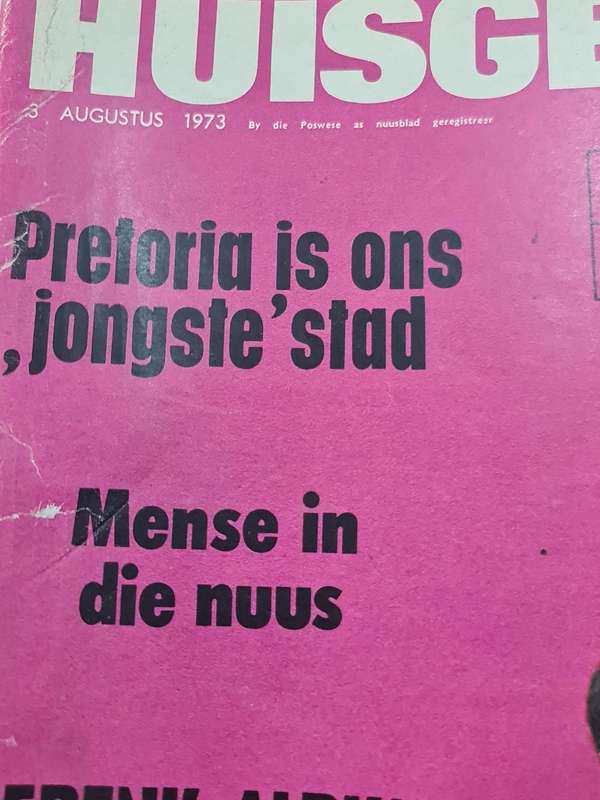 HUISGE
3 AUGUSTUS 1973 By die Poswese as nuusblad geregistreer
Pretoria is ons
‚jongste’ stad
Mense in
die nuus